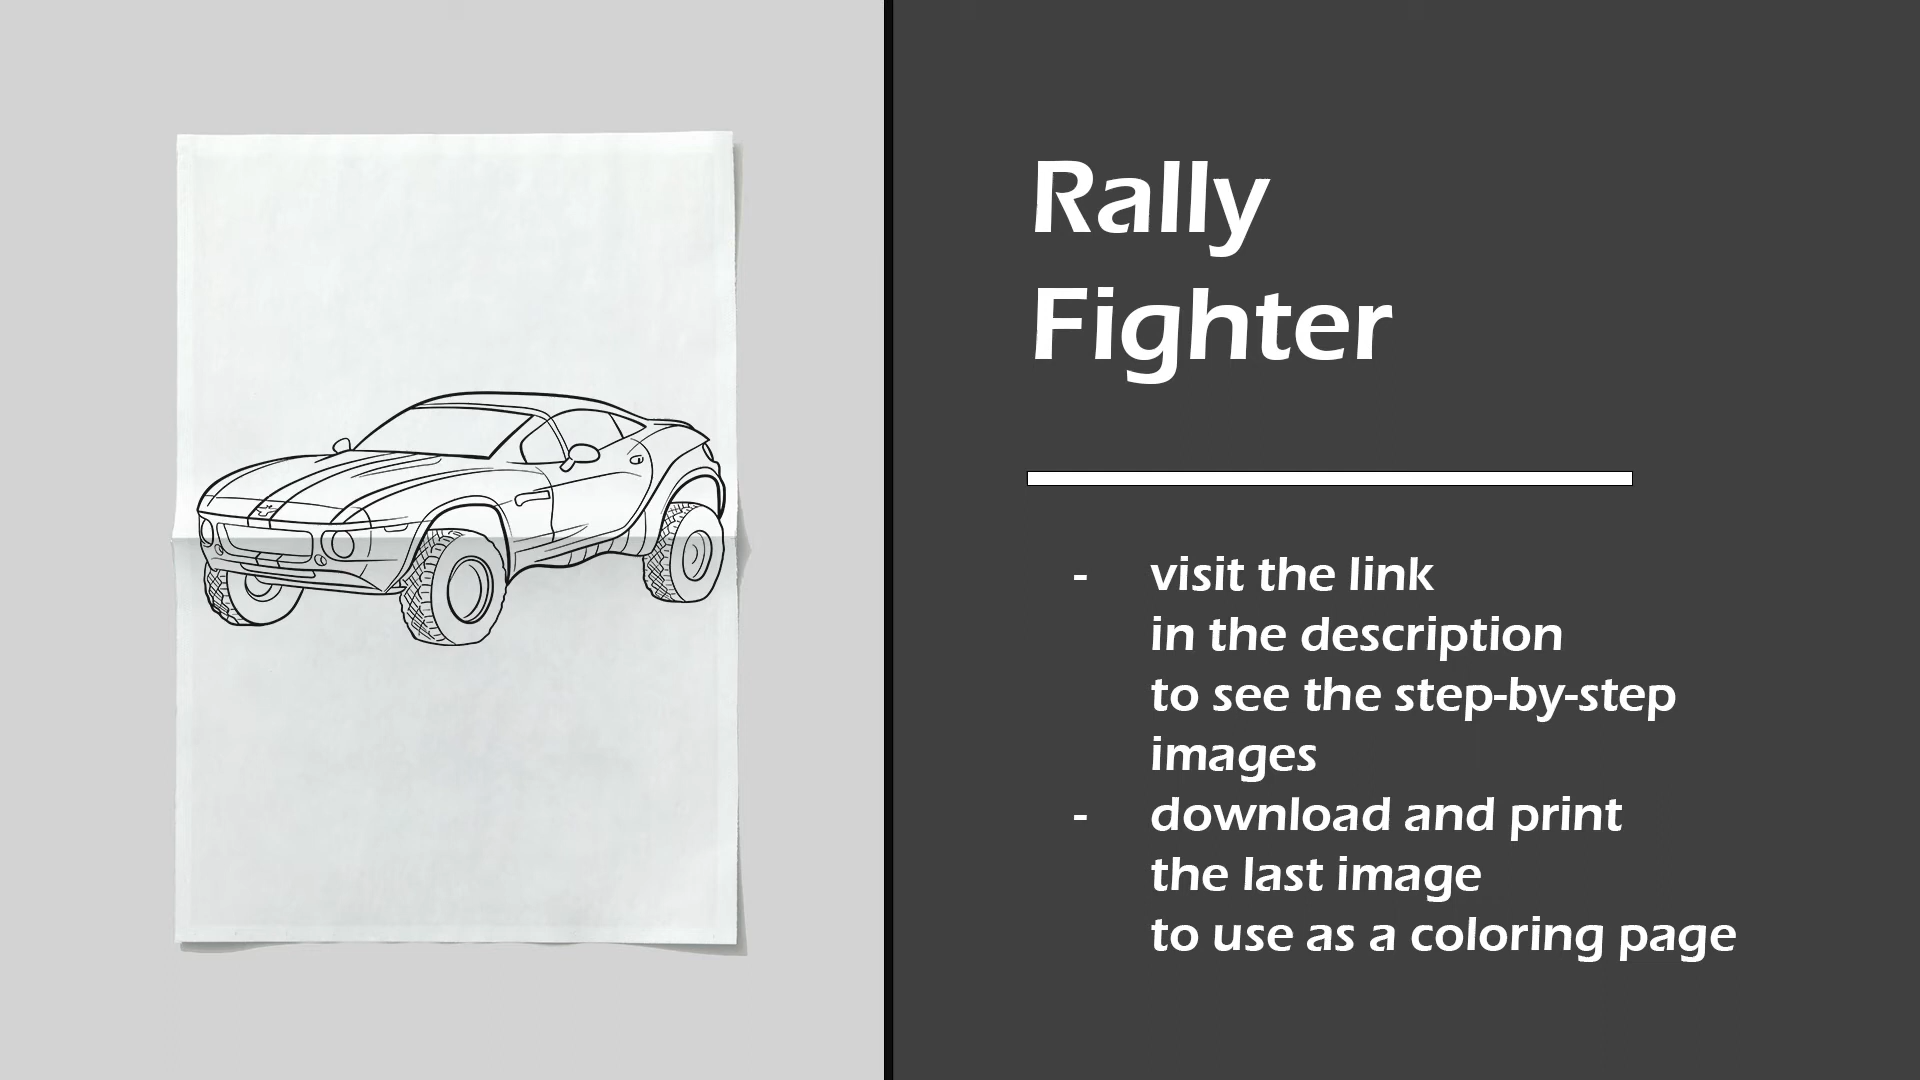 Rally
Fighter
- visit the link
in the description
to see the step-by-step
images
- download and print
the last image
to use as a coloring page